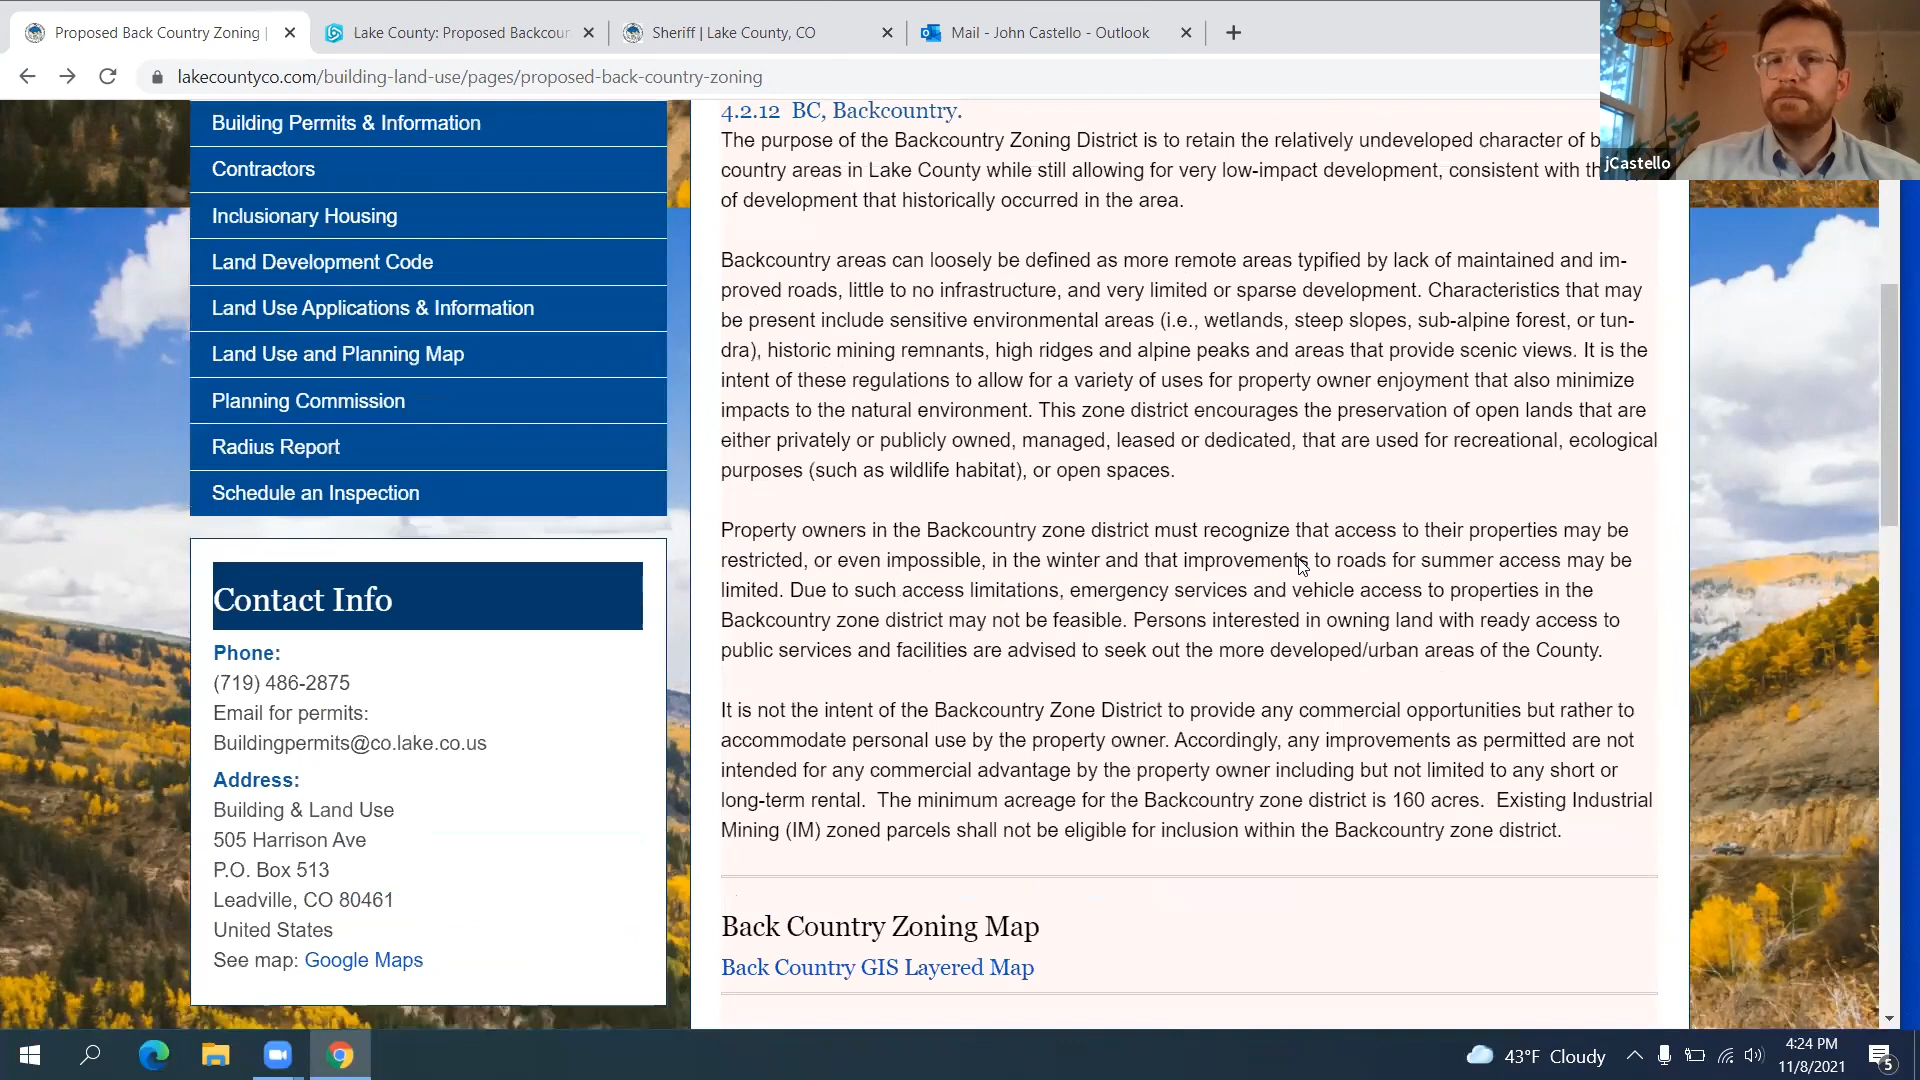 Proposed Back Country Zoning |
Lake County: Proposed Backcour
Sheriff | Lake County, CO
Mail - John Castello - Outlook
lakecountyco.com/building-land-use/pages/proposed-back-country-zoning
jCastello
Building Permits & Information
Contractors
Inclusionary Housing
Land Development Code
Land Use Applications & Information
Land Use and Planning Map
Planning Commission
Radius Report
Schedule an Inspection
Contact Info
Phone:
(719) 486-2875
Email for permits:
Buildingpermits@co.lake.co.us
Address:
Building & Land Use
505 Harrison Ave
P.O. Box 513
Leadville, CO 80461
United States
See map: Google Maps
4.2.12 BC, Backcountry.
The purpose of the Backcountry Zoning District is to retain the relatively undeveloped character of b
country areas in Lake County while still allowing for very low-impact development, consistent with th
of development that historically occurred in the area.
Backcountry areas can loosely be defined as more remote areas typified by lack of maintained and im-
proved roads, little to no infrastructure, and very limited or sparse development. Characteristics that may
be present include sensitive environmental areas (i.e., wetlands, steep slopes, sub-alpine forest, or tun-
dra), historic mining remnants, high ridges and alpine peaks and areas that provide scenic views. It is the
intent of these regulations to allow for a variety of uses for property owner enjoyment that also minimize
impacts to the natural environment. This zone district encourages the preservation of open lands that are
either privately or publicly owned, managed, leased or dedicated, that are used for recreational, ecological
purposes (such as wildlife habitat), or open spaces.
Property owners in the Backcountry zone district must recognize that access to their properties may be
restricted, or even impossible, in the winter and that improvements to roads for summer access may be
limited. Due to such access limitations, emergency services and vehicle access to properties in the
Backcountry zone district may not be feasible. Persons interested in owning land with ready access to
public services and facilities are advised to seek out the more developed/urban areas of the County.
It is not the intent of the Backcountry Zone District to provide any commercial opportunities but rather to
accommodate personal use by the property owner. Accordingly, any improvements as permitted are not
intended for any commercial advantage by the property owner including but not limited to any short or
long-term rental. The minimum acreage for the Backcountry zone district is 160 acres. Existing Industrial
Mining (IM) zoned parcels shall not be eligible for inclusion within the Backcountry zone district.
Back Country Zoning Map
Back Country GIS Layered Map
43°F Cloudy
4:24 PM
11/8/2021
5